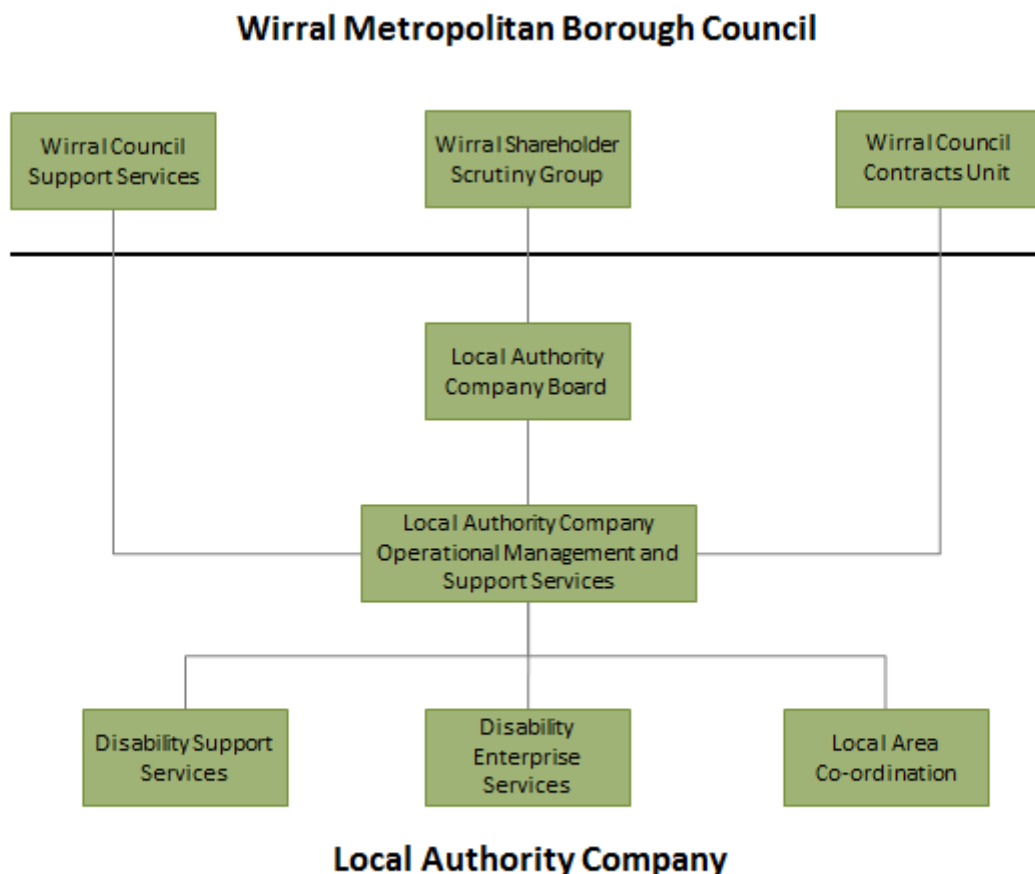 Wirral Metropolitan Borough Council
Wirral Council
Support Services
Wirral Shareholder
Scrutiny Group
Wirral Council
Contracts Unit
Local Authority
Company Board
Local Authority Company
Operational Management and
Support Services
Disability Support
Services
Disability
Enterprise
Services
Local Area
Co-ordination
Local Authority Company